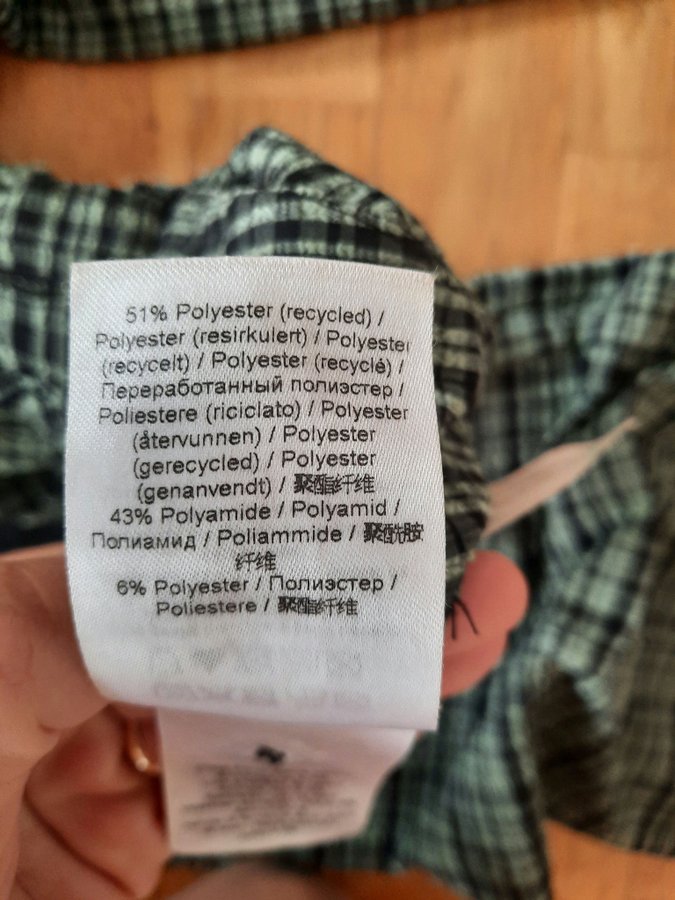 51% Polyester (recycled) /
Polyester (resirkulert) / Polyester
(recycelt) / Polyester (recyclé) /
Переработанный полиэстер /
Poliestere (riciclato) / Polyester
(återvunnen) / Polyester
(gerecycled) / Polyester
(genanvendt) / 聚酯纤维
43% Polyamide / Polyamid /
Полиамид / Poliammide / 聚酰胺
纤维
6% Polyester / Полиэстер /
Poliestere / 聚酯纤维